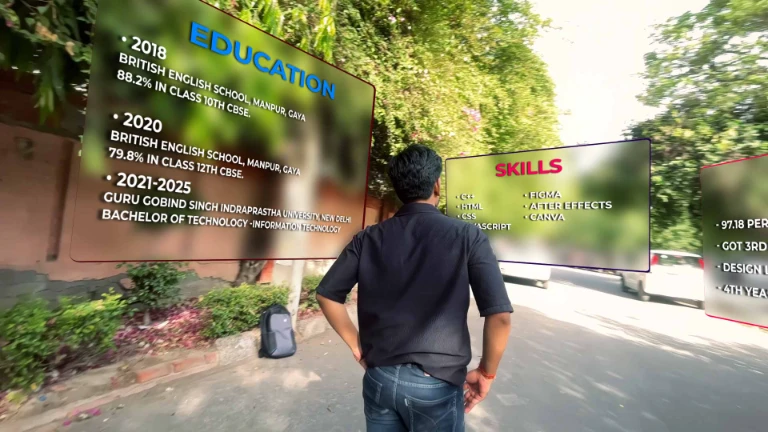 EDUCATION
• 2018
BRITISH ENGLISH SCHOOL, MANPUR, GAYA
88.2% IN CLASS 10TH CBSE.
• 2020
BRITISH ENGLISH SCHOOL, MANPUR, GAYA
79.8% IN CLASS 12TH CBSE.
• 2021-2025
GURU GOBIND SINGH INDRAPRASTHA UNIVERSITY, NEW DELHI
BACHELOR OF TECHNOLOGY -INFORMATION TECHNOLOGY
SKILLS
• C++
• HTML
• CSS
VASCRIPT
• FIGMA
• AFTER EFFECTS
• CANVA
• 97.18 PER
• GOT 3RD
• DESIGN
• 4TH YEA